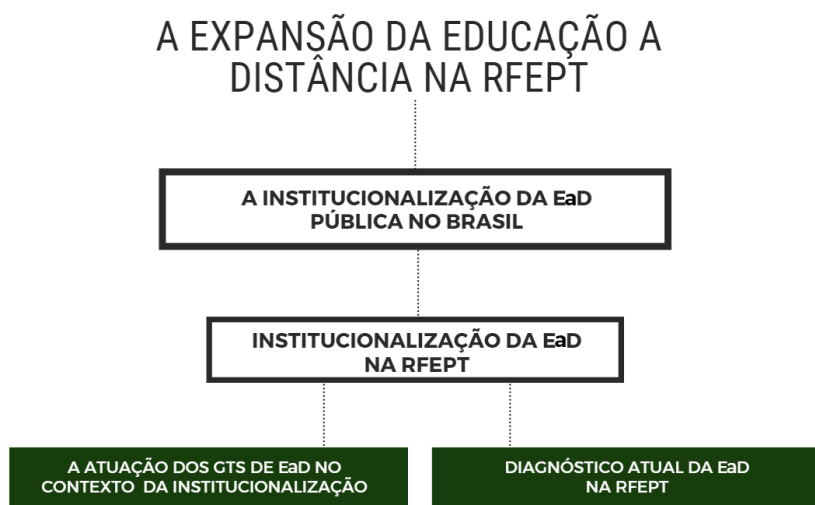 A EXPANSÃO DA EDUCAÇÃO A
DISTÂNCIA NA RFEPT
A INSTITUCIONALIZAÇÃO DA EaD
PÚBLICA NO BRASIL
INSTITUCIONALIZAÇÃO DA EaD
NA RFEPT
A ATUAÇÃO DOS GTS DE EaD NO
CONTEXTO DA INSTITUCIONALIZAÇÃO
DIAGNÓSTICO ATUAL DA EaD
NA RFEPT